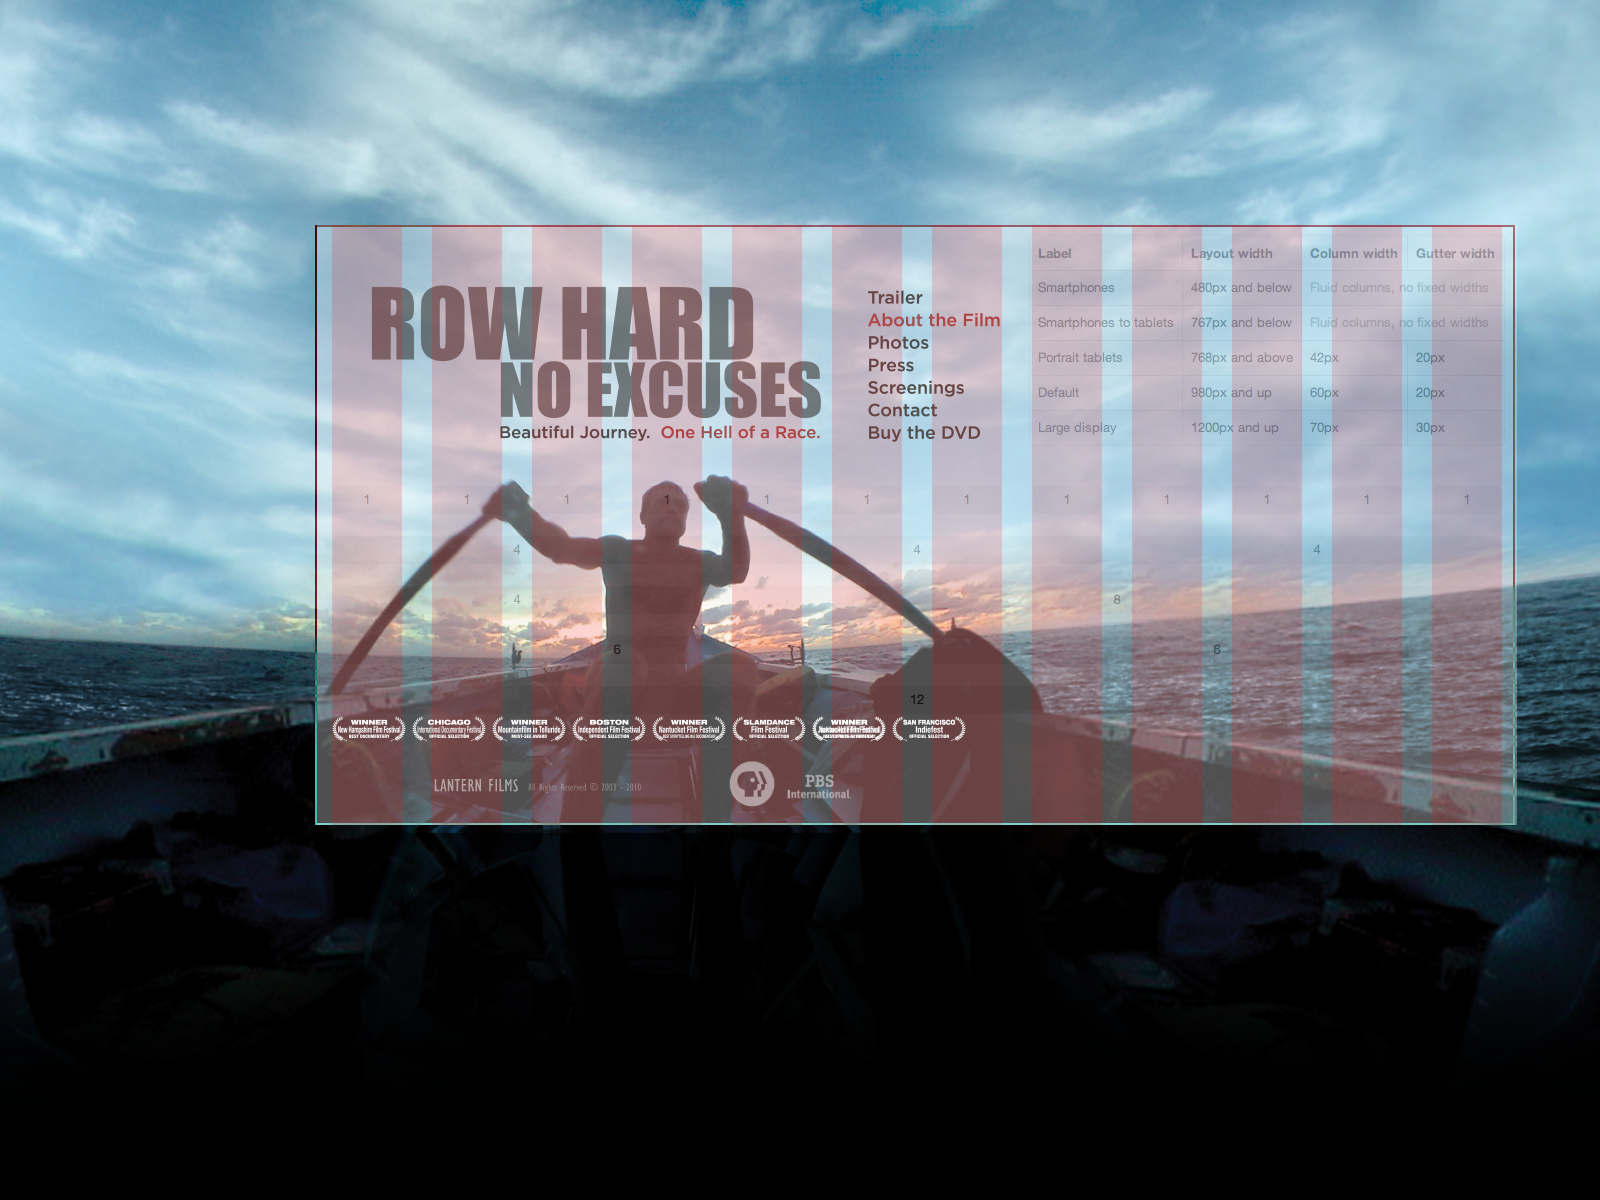 Label Layout width Column width Gutter width
Smartphones 480px and below Fluid columns, no fixed widths
Smartphones to tablets 767px and below Fluid columns, no fixed widths
Portrait tablets 768px and above 42px 20px
Default 980px and up 60px 20px
Large display 1200px and up 70px 30px
ROW HARD
NO EXCUSES
Beautiful Journey. One Hell of a Race.
Trailer
About the Film
Photos
Press
Screenings
Contact
Buy the DVD
1 1 1 1 1 1 1 1 1 1 1 1
4 4 4
4 8
6 6
12
WINNER
New Hampshire Film Festival
BEST DOCUMENTARY
CHICAGO
International Documentary Festival
OFFICIAL SELECTION
WINNER
Mountainfilm in Telluride
MUST-SEE AWARD
BOSTON
Independent Film Festival
OFFICIAL SELECTION
WINNER
Nantucket Film Festival
SLAMDANCE
Film Festival
OFFICIAL SELECTION
WINNER
SAN FRANCISCO
Indiefest
OFFICIAL SELECTION
LANTERN FILMS All Rights Reserved © 2003 - 2010
PBS
International